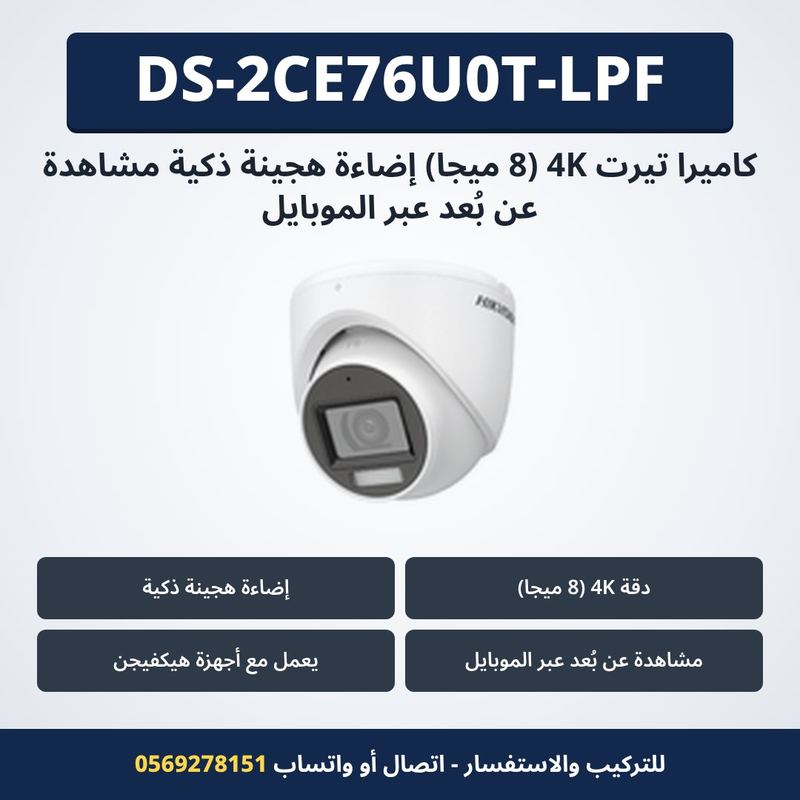 DS-2CE76U0T-LPF
كاميرا تيرت 4K (8 ميجا) إضاءة هجينة ذكية مشاهدة
عن بُعد عبر الموبايل
HIKVISION
دقة 4K (8 ميجا)
إضاءة هجينة ذكية
مشاهدة عن بُعد عبر الموبايل
يعمل مع أجهزة هيكفيجن
للتركيب والاستفسار - اتصال أو واتساب 0569278151